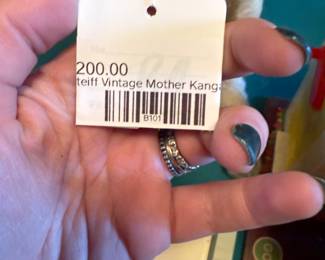 200.00
teiff Vintage Mother Kanga
B101